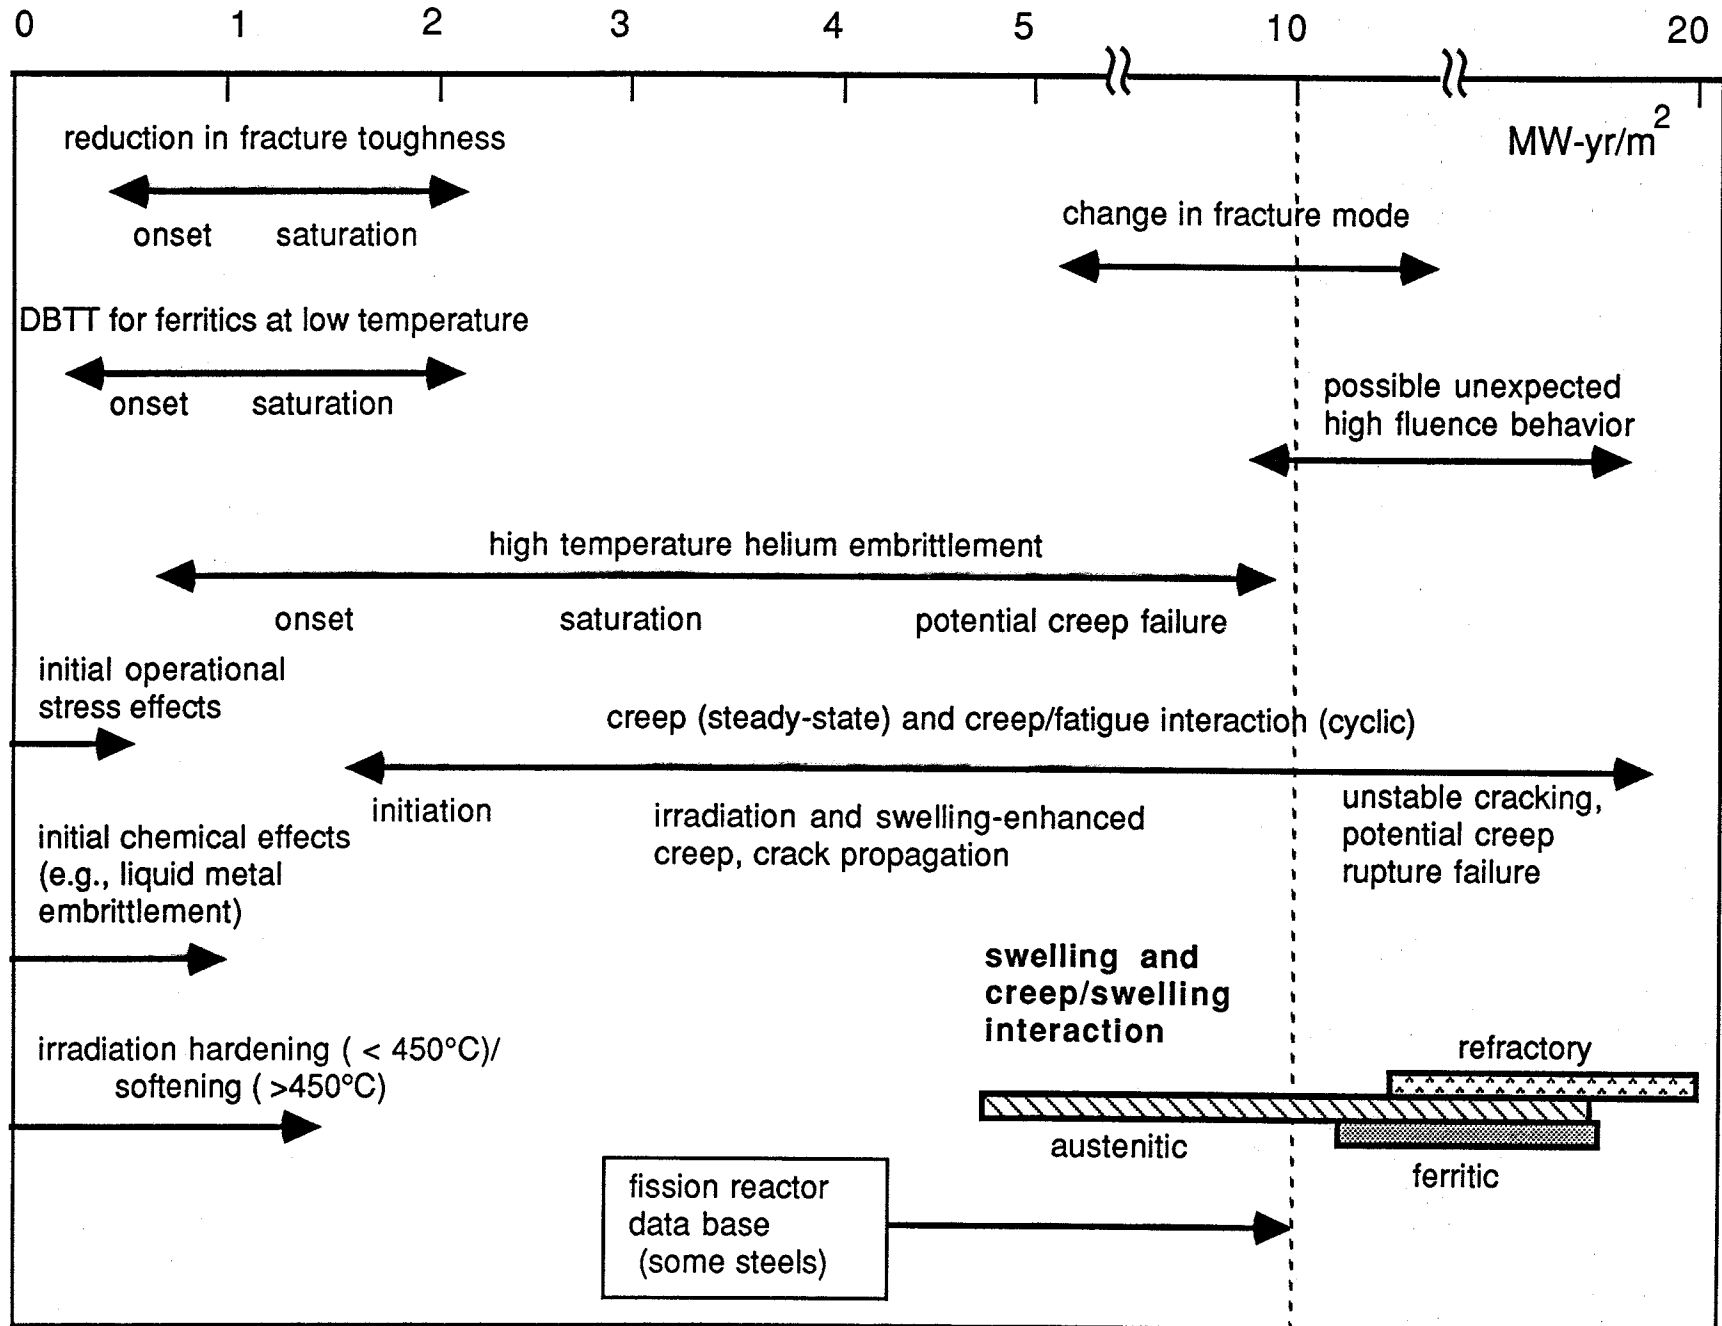 0 1 2 3 4 5 10 20
MW-yr/m²
reduction in fracture toughness
onset saturation
change in fracture mode
DBTT for ferritics at low temperature
onset saturation
possible unexpected
high fluence behavior
high temperature helium embrittlement
onset saturation potential creep failure
initial operational
stress effects
creep (steady-state) and creep/fatigue interaction (cyclic)
initiation
irradiation and swelling-enhanced
creep, crack propagation
unstable cracking,
potential creep
rupture failure
initial chemical effects
(e.g., liquid metal
embrittlement)
swelling and
creep/swelling
interaction
irradiation hardening ( < 450°C)/
softening ( >450°C)
refractory
austenitic
ferritic
fission reactor
data base
(some steels)